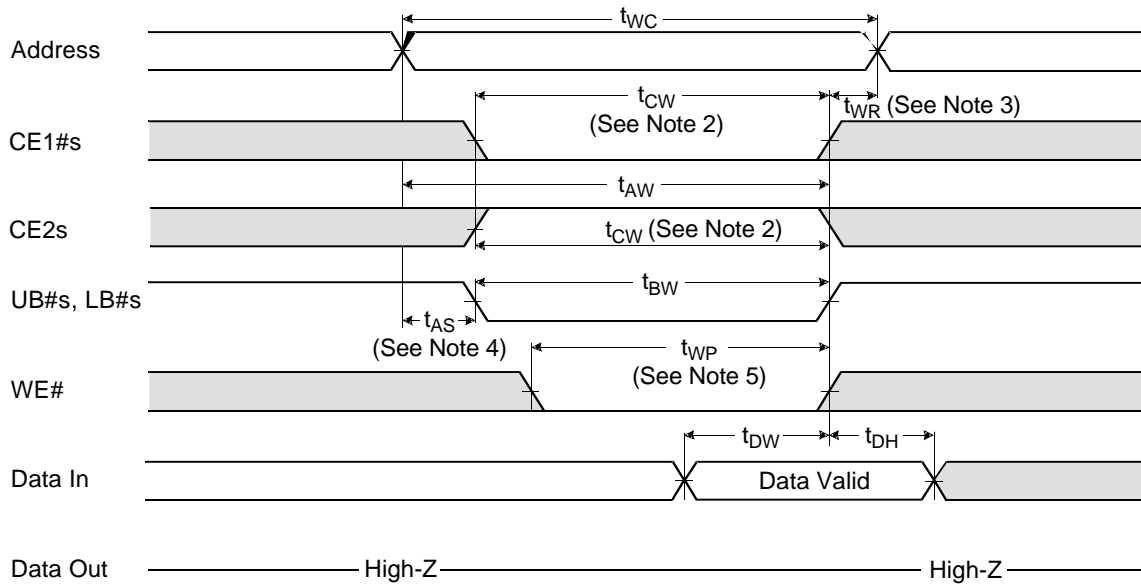 tWC
Address
tCW
(See Note 2)
tWR (See Note 3)
CE1#s
tAW
CE2s
tCW (See Note 2)
UB#s, LB#s
tBW
tAS
(See Note 4)
tWP
(See Note 5)
WE#
tDW
tDH
Data In
Data Valid
Data Out
High-Z
High-Z